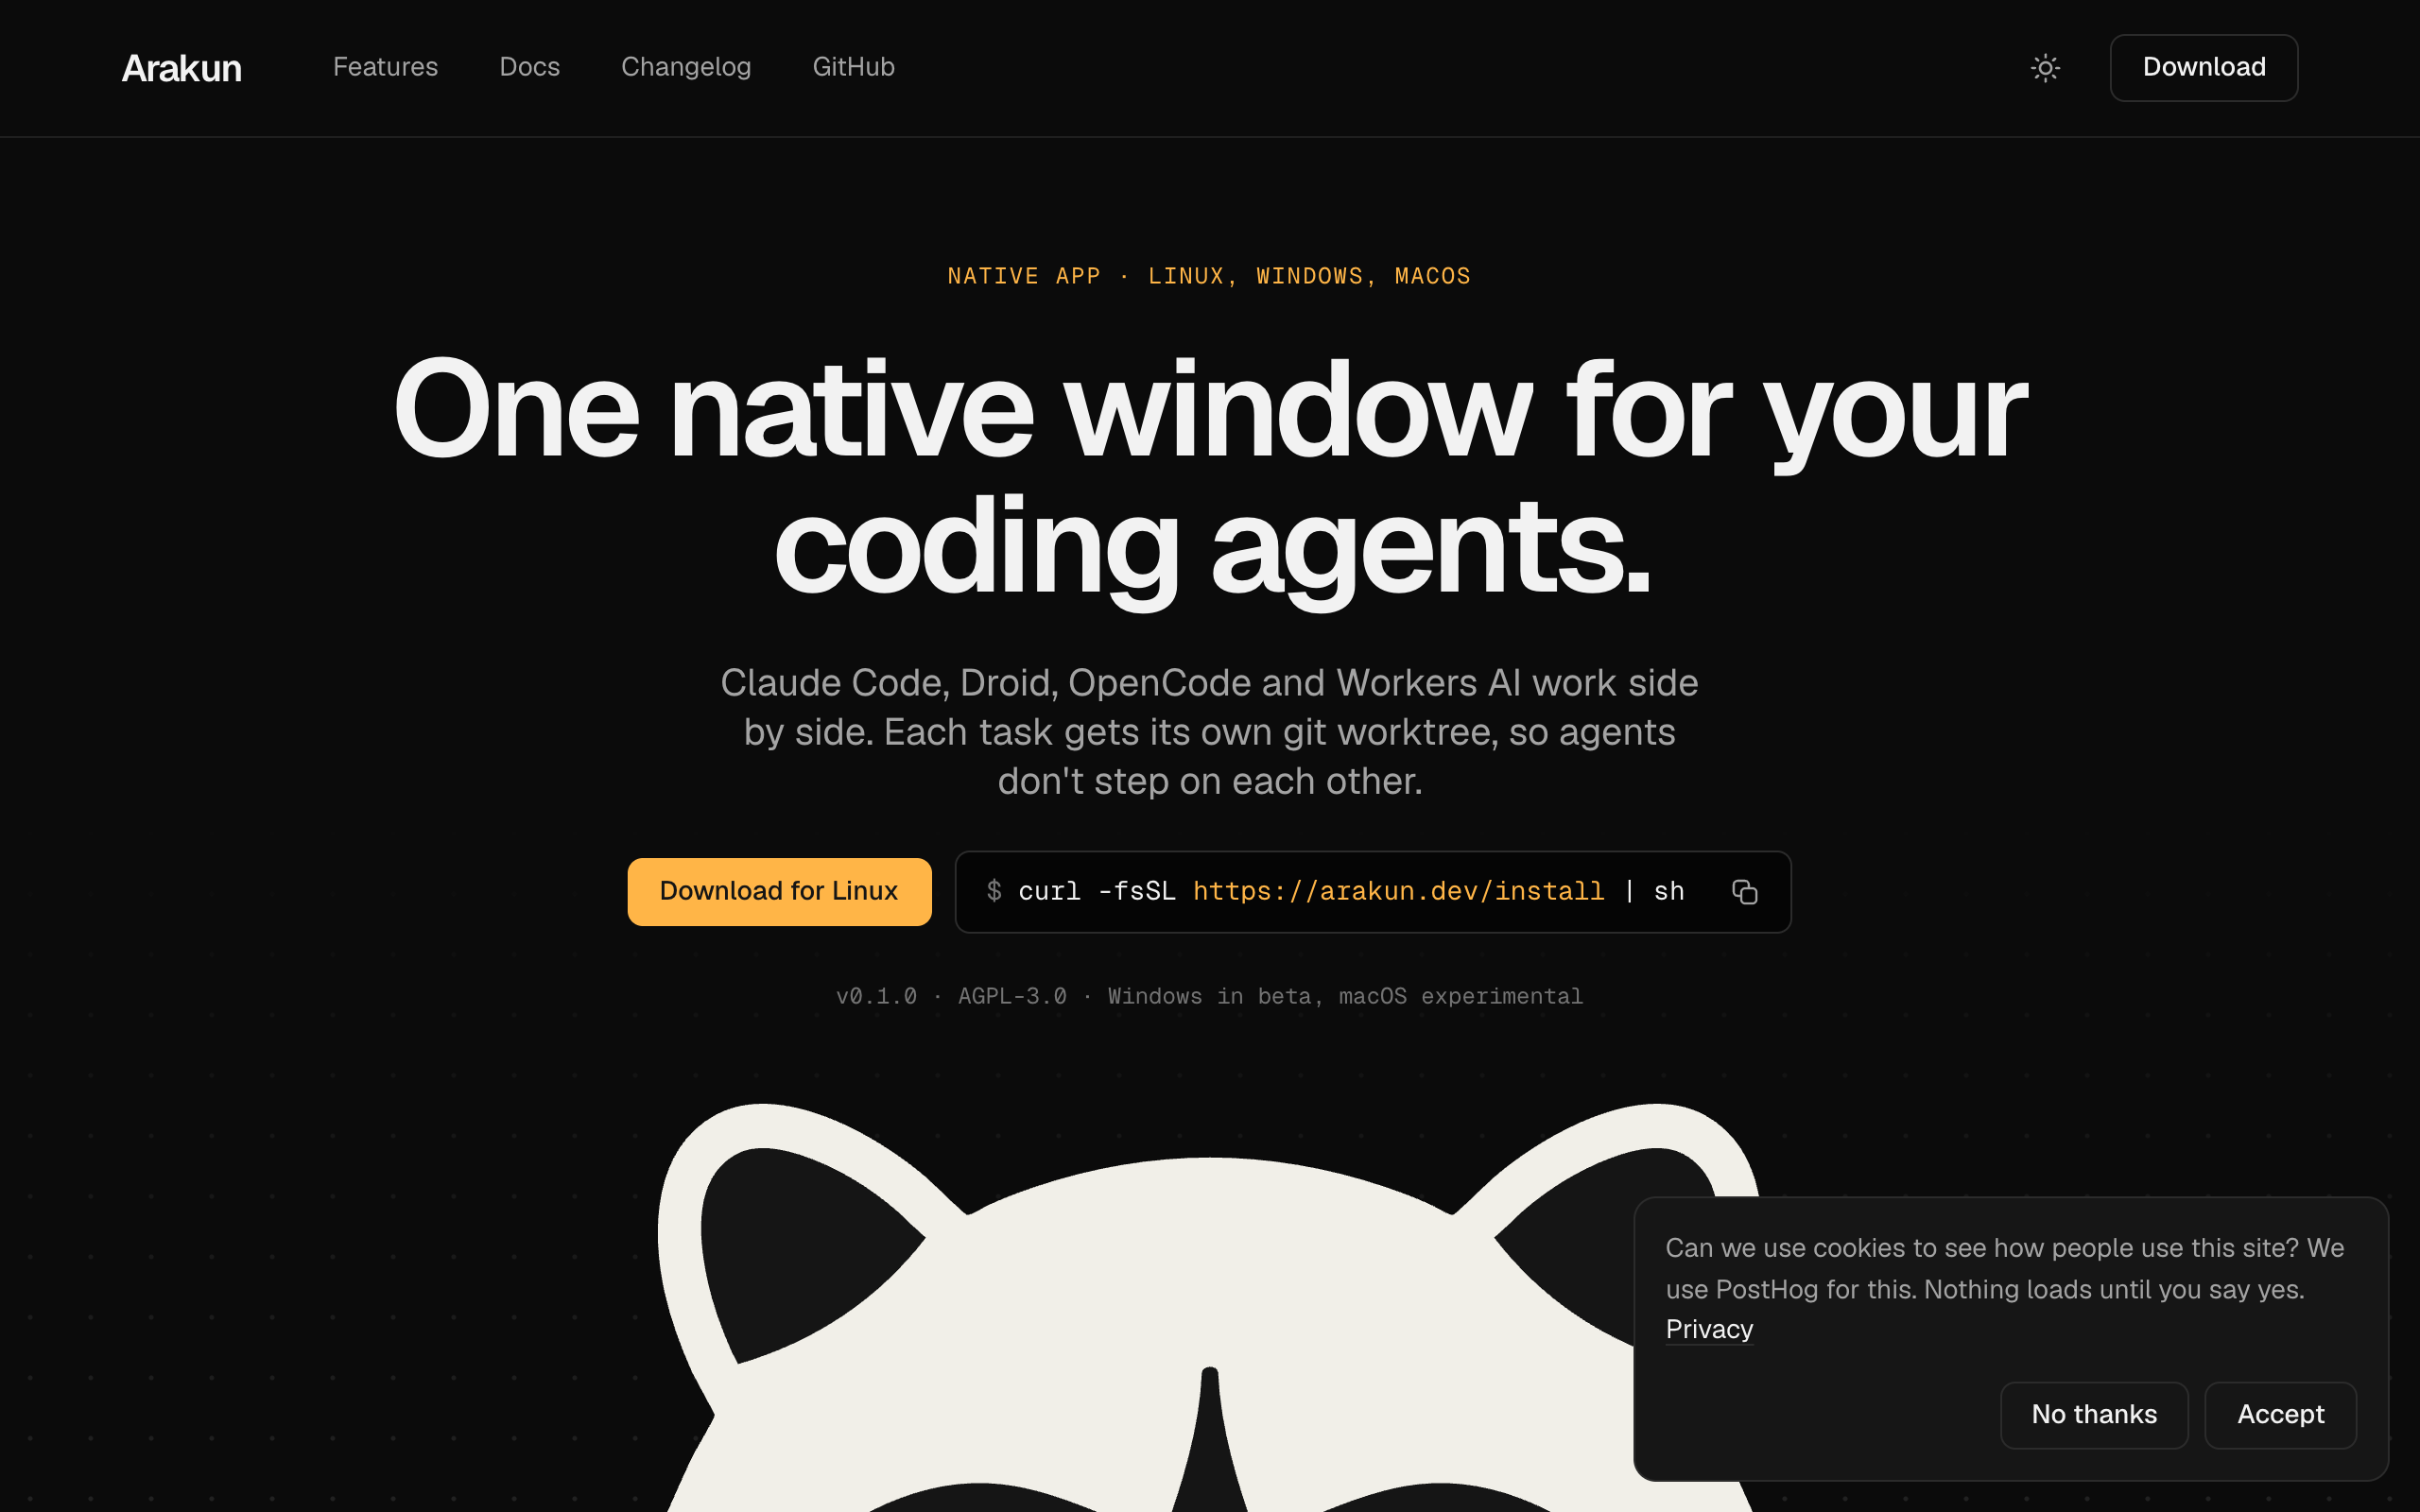 Arakun
Features
Docs
Changelog
GitHub
Download
NATIVE APP · LINUX, WINDOWS, MACOS
One native window for your
coding agents.
Claude Code, Droid, OpenCode and Workers AI work side
by side. Each task gets its own git worktree, so agents
don't step on each other.
Download for Linux
$ curl -fsSL https://arakun.dev/install | sh
v0.1.0 · AGPL-3.0 · Windows in beta, macOS experimental
Can we use cookies to see how people use this site? We
use PostHog for this. Nothing loads until you say yes.
Privacy
No thanks
Accept